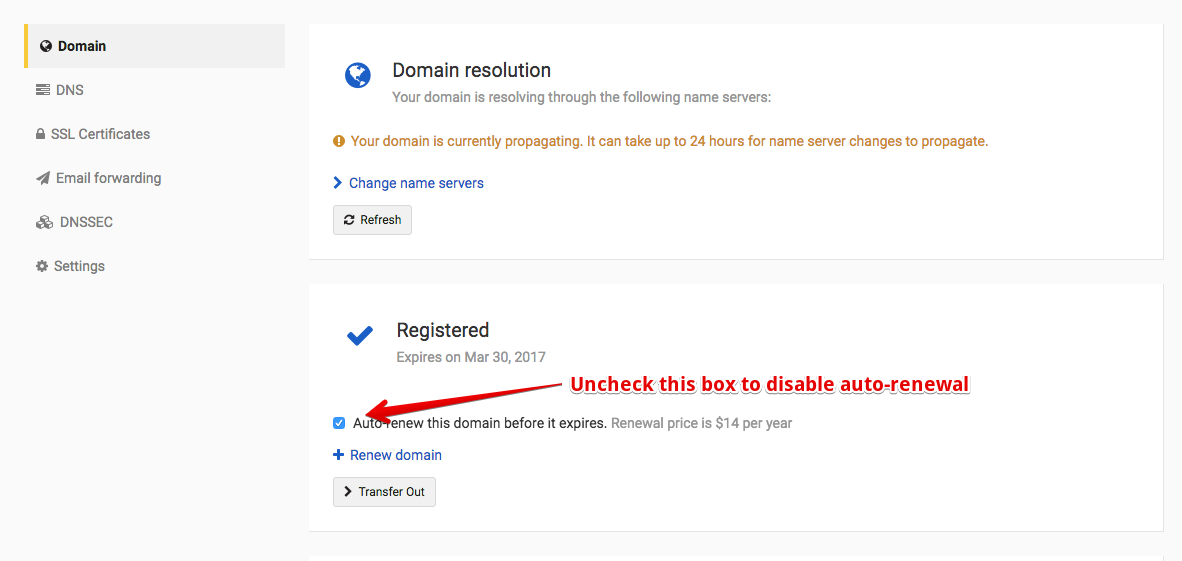 Domain
DNS
SSL Certificates
Email forwarding
DNSSEC
Settings
Domain resolution
Your domain is resolving through the following name servers:
Your domain is currently propagating. It can take up to 24 hours for name server changes to propagate.
Change name servers
Refresh
Registered
Expires on Mar 30, 2017
Uncheck this box to disable auto-renewal
Auto-renew this domain before it expires. Renewal price is $14 per year
Renew domain
Transfer Out